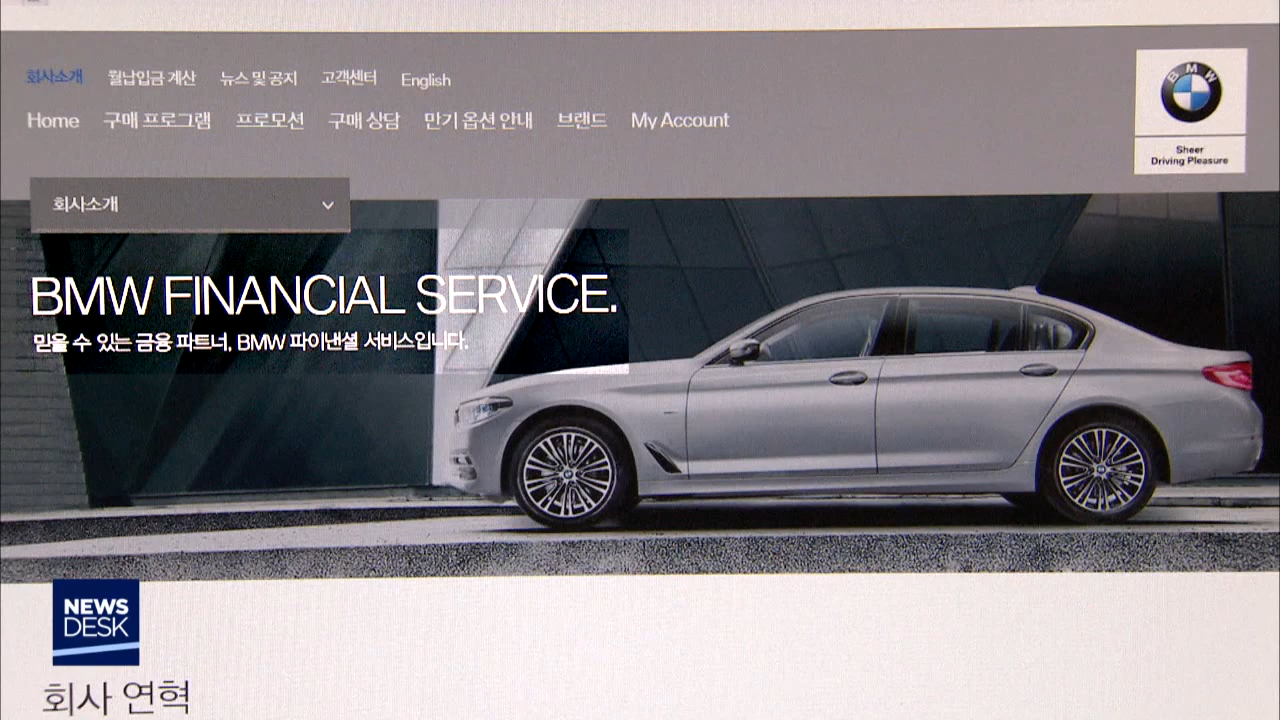 회사소개 월납입금 계산 뉴스 및 공지 고객센터 English
Home 구매 프로그램 프로모션 구매 상담 만기 옵션 안내 브랜드 My Account
BMW
Sheer
Driving Pleasure
회사소개
BMW FINANCIAL SERVICE.
믿을 수 있는 금융 파트너, BMW 파이낸셜 서비스입니다.
NEWS
DESK
회사 연혁